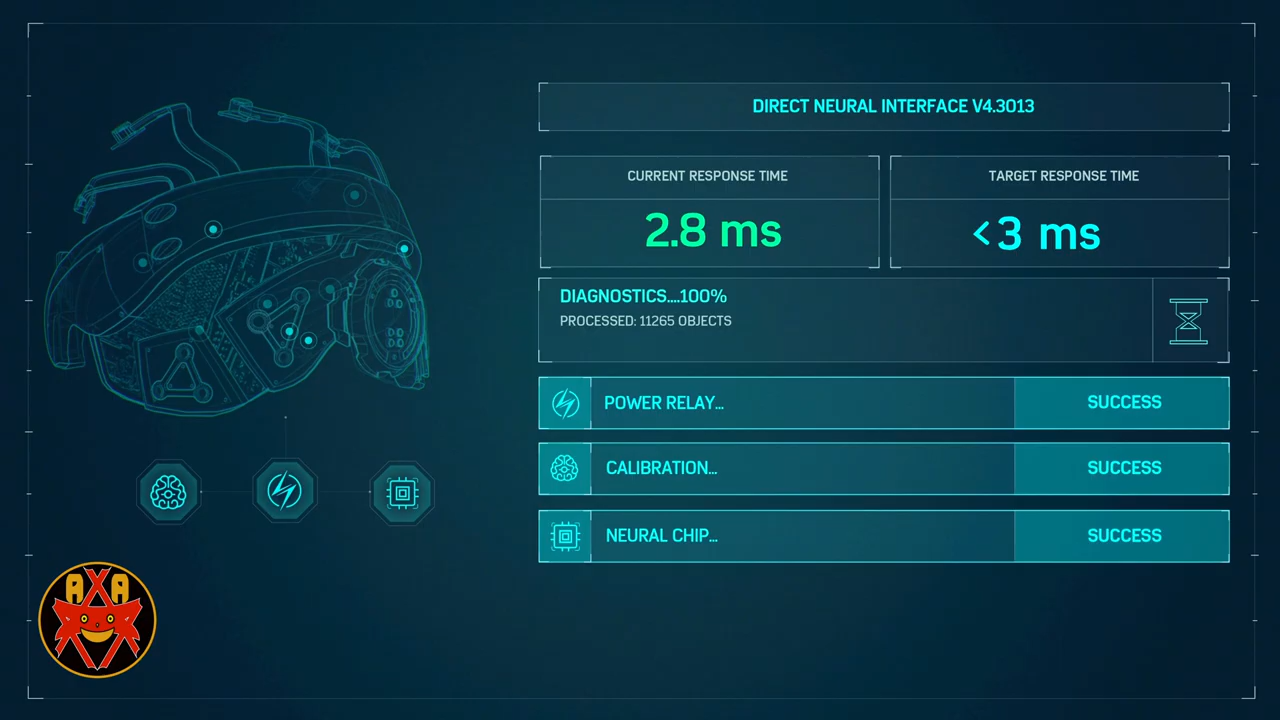 DIRECT NEURAL INTERFACE V4.3013
CURRENT RESPONSE TIME
TARGET RESPONSE TIME
2.8 ms
<3 ms
DIAGNOSTICS....100%
PROCESSED: 11265 OBJECTS
POWER RELAY...
SUCCESS
CALIBRATION...
SUCCESS
NEURAL CHIP...
SUCCESS
AXA